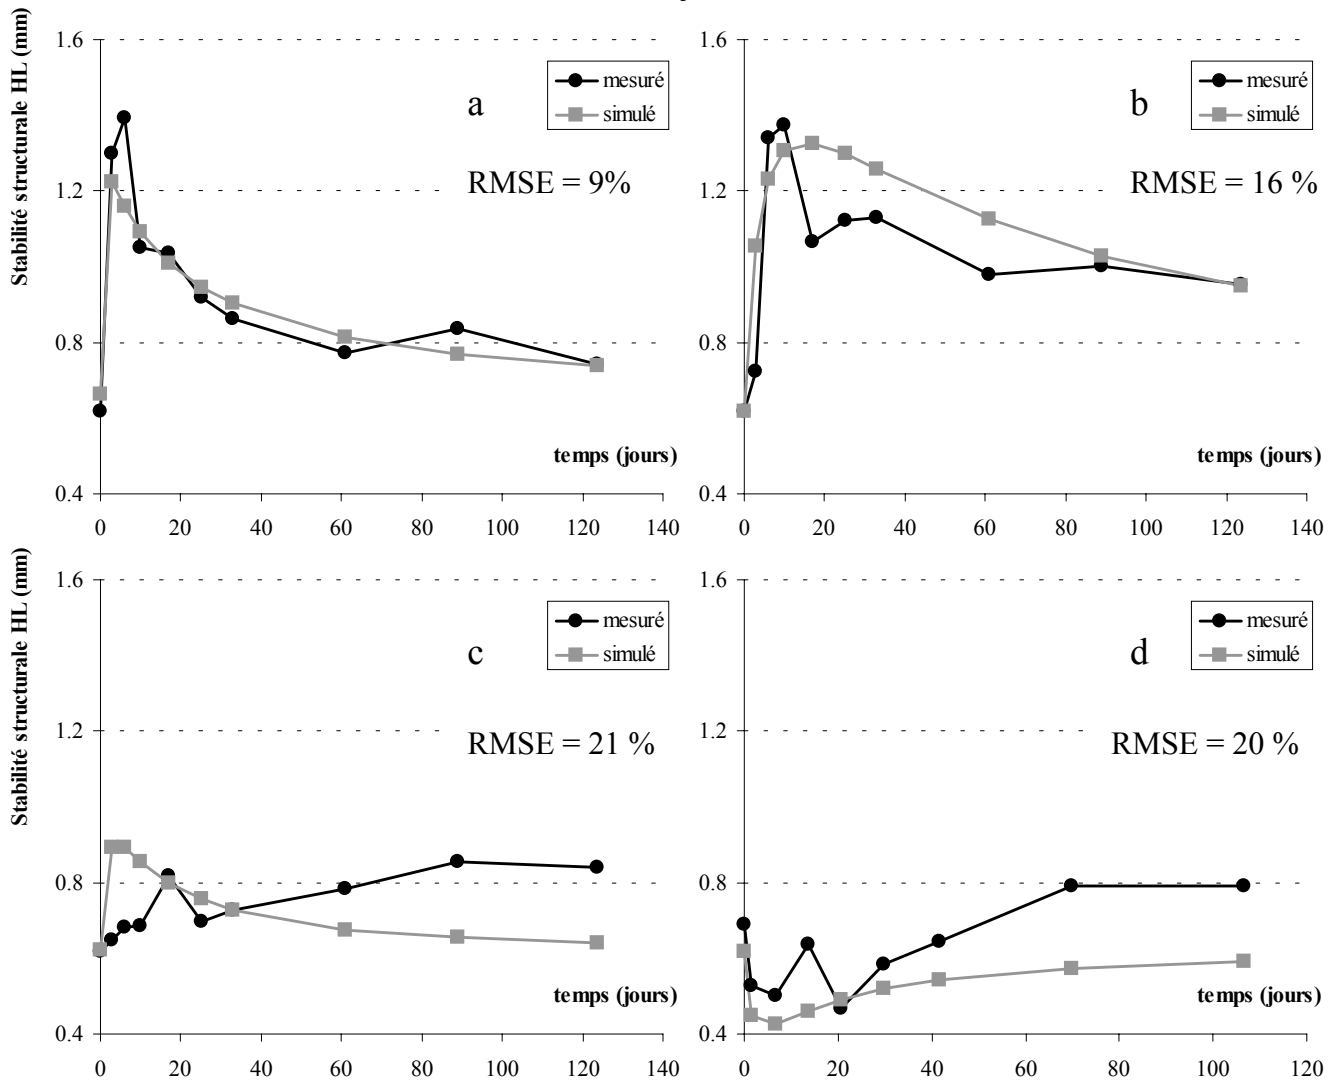 Stabilité structurale HL (mm)
1.6
1.2
0.8
0.4
mesuré
simulé
a
RMSE = 9%
temps (jours)
0 20 40 60 80 100 120 140
1.6
1.2
0.8
0.4
mesuré
simulé
b
RMSE = 16 %
temps (jours)
0 20 40 60 80 100 120 140
Stabilité structurale HL (mm)
1.6
1.2
0.8
0.4
mesuré
simulé
c
RMSE = 21 %
temps (jours)
0 20 40 60 80 100 120 140
1.6
1.2
0.8
0.4
mesuré
simulé
d
RMSE = 20 %
temps (jours)
0 20 40 60 80 100 120